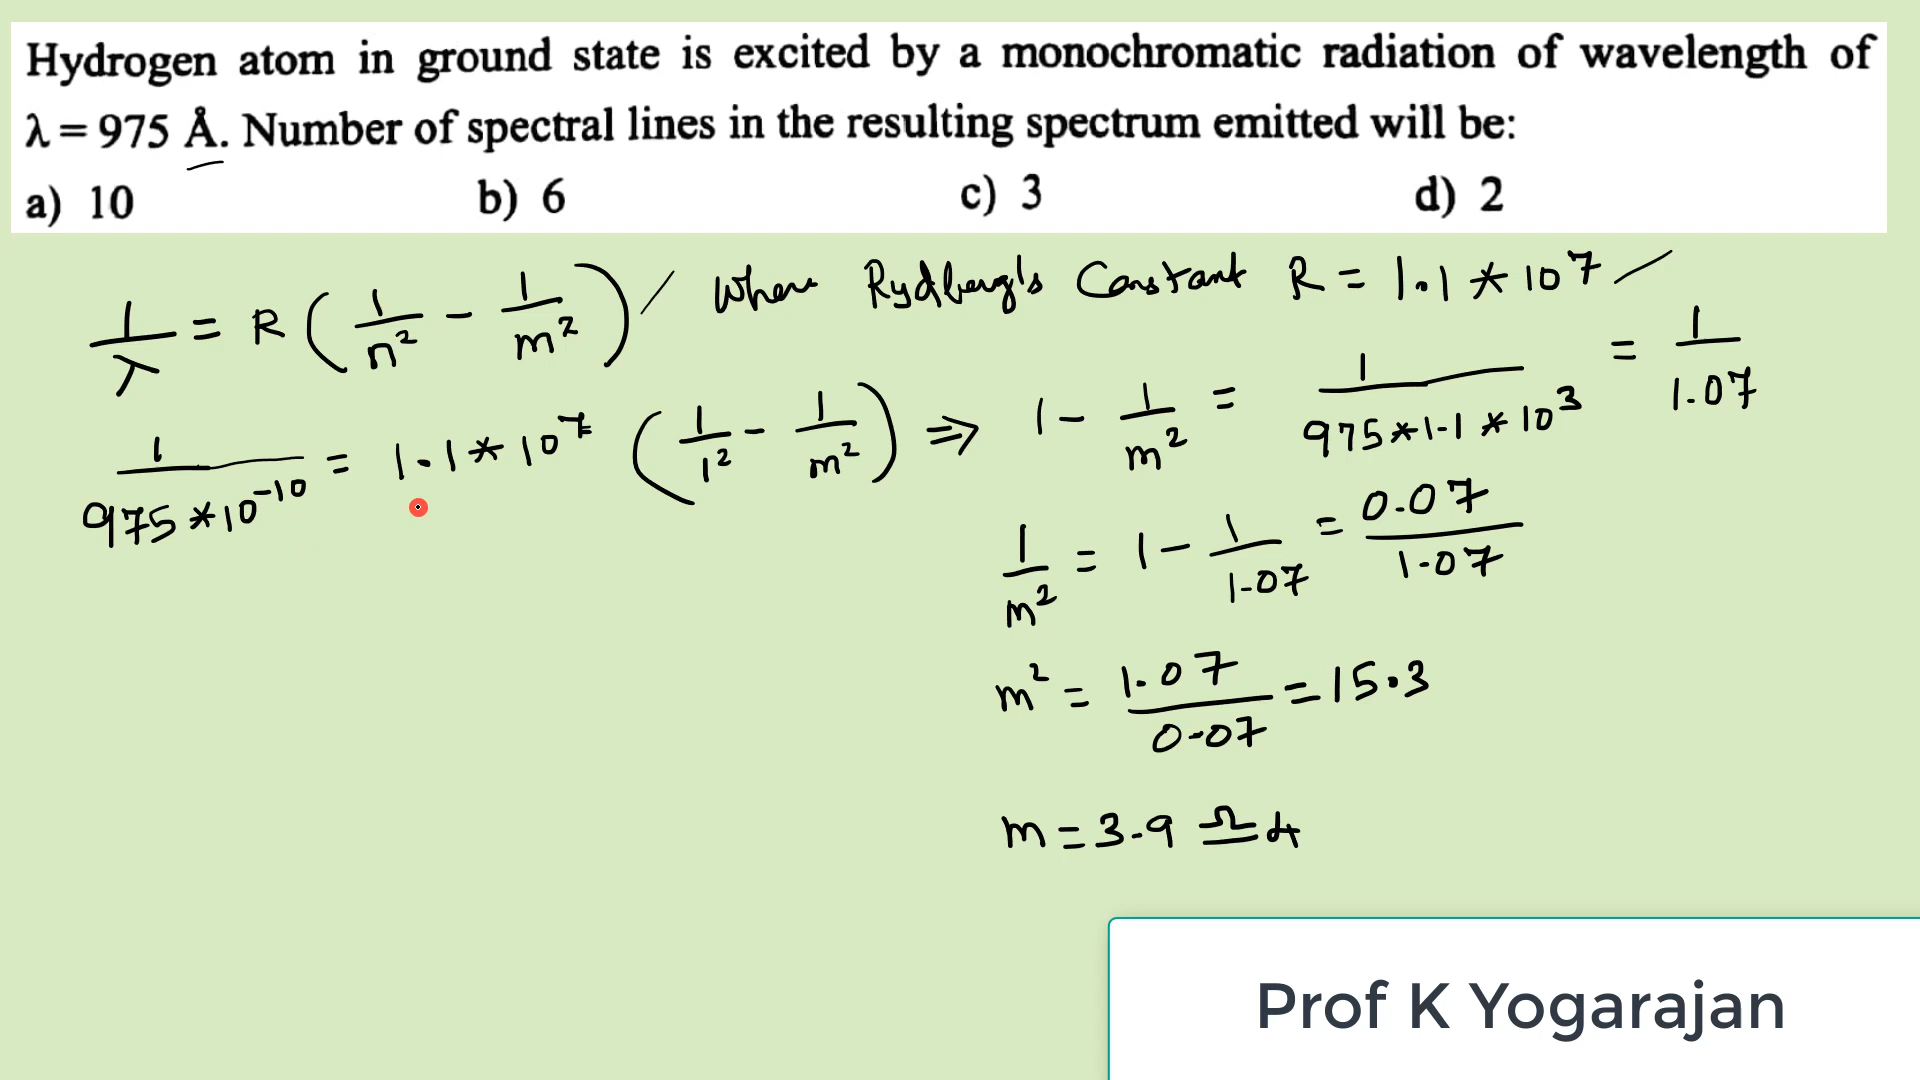 Hydrogen atom in ground state is excited by a monochromatic radiation of wavelength of
λ = 975 Å. Number of spectral lines in the resulting spectrum emitted will be:
a) 10 b) 6 c) 3 d) 2
1/λ = R (1/n² - 1/m²) where Rydberg's Constant R = 1.1 * 10⁷
1/(975 * 10⁻¹⁰) = 1.1 * 10⁷ (1/1² - 1/m²) ⇒ 1 - 1/m² = 1/(975 * 1.1 * 10³) = 1/1.07
1/m² = 1 - 1/1.07 = 0.07/1.07
m² = 1.07/0.07 = 15.3
m = 3.9 ≏ 4
Prof K Yogarajan